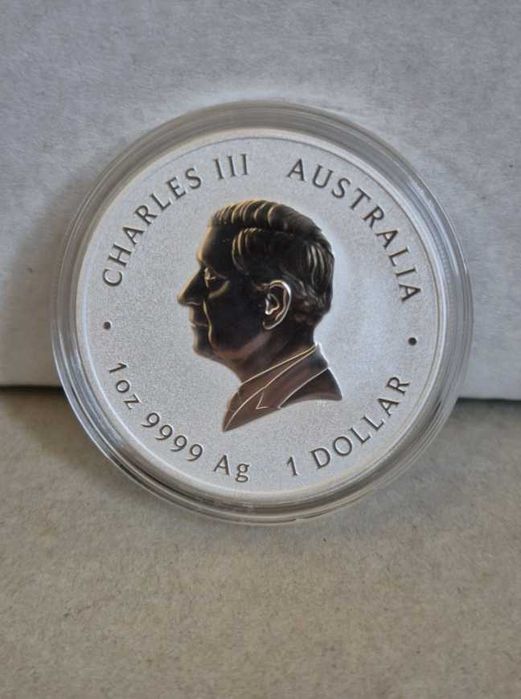 CHARLES III AUSTRALIA
1oz 9999 Ag 1 DOLLAR